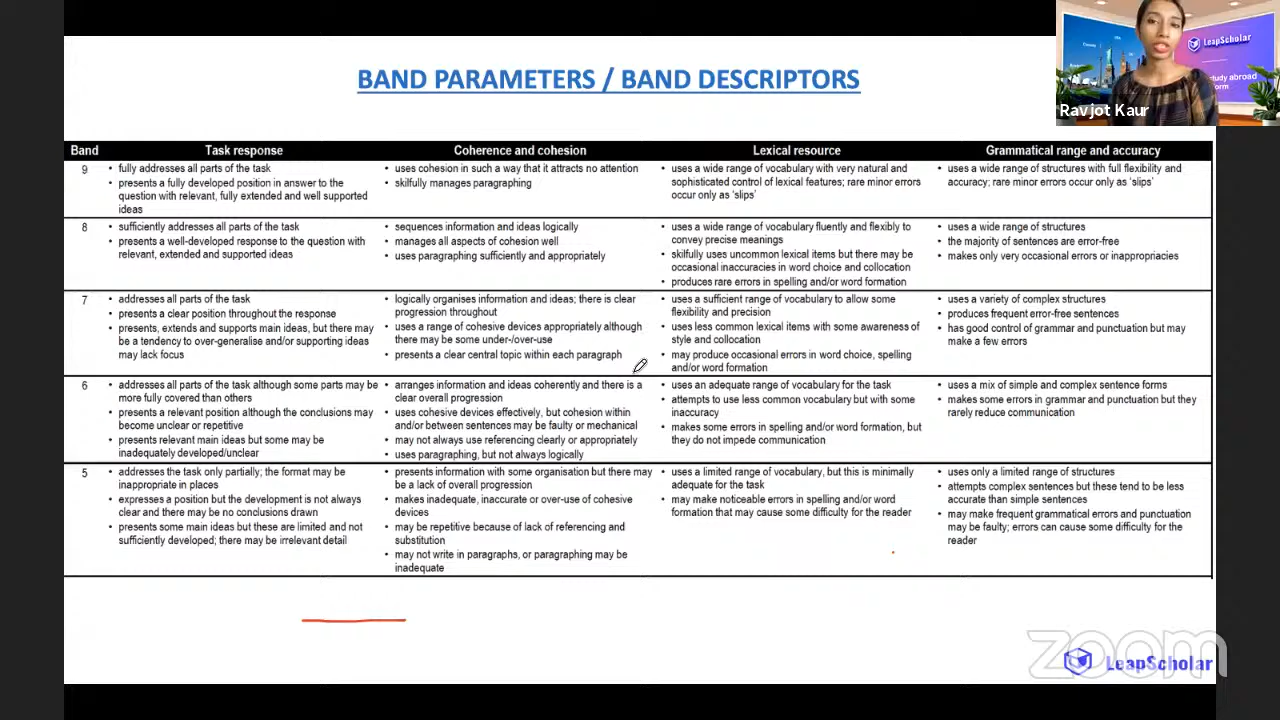 BAND PARAMETERS / BAND DESCRIPTORS
LeapScholar
study abroad
Ravjot Kaur
Band Task response Coherence and cohesion Lexical resource Grammatical range and accuracy
9
• fully addresses all parts of the task
• presents a fully developed position in answer to the
question with relevant, fully extended and well supported
ideas
• uses cohesion in such a way that it attracts no attention
• skilfully manages paragraphing
• uses a wide range of vocabulary with very natural and
sophisticated control of lexical features; rare minor errors
occur only as ‘slips’
• uses a wide range of structures with full flexibility and
accuracy; rare minor errors occur only as ‘slips’
8
• sufficiently addresses all parts of the task
• presents a well-developed response to the question with
relevant, extended and supported ideas
• sequences information and ideas logically
• manages all aspects of cohesion well
• uses paragraphing sufficiently and appropriately
• uses a wide range of vocabulary fluently and flexibly to
convey precise meanings
• skilfully uses uncommon lexical items but there may be
occasional inaccuracies in word choice and collocation
• produces rare errors in spelling and/or word formation
• uses a wide range of structures
• the majority of sentences are error-free
• makes only very occasional errors or inappropriacies
7
• addresses all parts of the task
• presents a clear position throughout the response
• presents, extends and supports main ideas, but there may
be a tendency to over-generalise and/or supporting ideas
may lack focus
• logically organises information and ideas; there is clear
progression throughout
• uses a range of cohesive devices appropriately although
there may be some under-/over-use
• presents a clear central topic within each paragraph
• uses a sufficient range of vocabulary to allow some
flexibility and precision
• uses less common lexical items with some awareness of
style and collocation
• may produce occasional errors in word choice, spelling
and/or word formation
• uses a variety of complex structures
• produces frequent error-free sentences
• has good control of grammar and punctuation but may
make a few errors
6
• addresses all parts of the task although some parts may be
more fully covered than others
• presents a relevant position although the conclusions may
become unclear or repetitive
• presents relevant main ideas but some may be
inadequately developed/unclear
• arranges information and ideas coherently and there is a
clear overall progression
• uses cohesive devices effectively, but cohesion within
and/or between sentences may be faulty or mechanical
• may not always use referencing clearly or appropriately
• uses paragraphing, but not always logically
• uses an adequate range of vocabulary for the task
• attempts to use less common vocabulary but with some
inaccuracy
• makes some errors in spelling and/or word formation, but
they do not impede communication
• uses a mix of simple and complex sentence forms
• makes some errors in grammar and punctuation but they
rarely reduce communication
5
• addresses the task only partially; the format may be
inappropriate in places
• expresses a position but the development is not always
clear and there may be no conclusions drawn
• presents some main ideas but these are limited and not
sufficiently developed; there may be irrelevant detail
• presents information with some organisation but there may
be a lack of overall progression
• makes inadequate, inaccurate or over-use of cohesive
devices
• may be repetitive because of lack of referencing and
substitution
• may not write in paragraphs, or paragraphing may be
inadequate
• uses a limited range of vocabulary, but this is minimally
adequate for the task
• may make noticeable errors in spelling and/or word
formation that may cause some difficulty for the reader
• uses only a limited range of structures
• attempts complex sentences but these tend to be less
accurate than simple sentences
• may make frequent grammatical errors and punctuation
may be faulty; errors can cause some difficulty for the
reader
zoom
LeapScholar